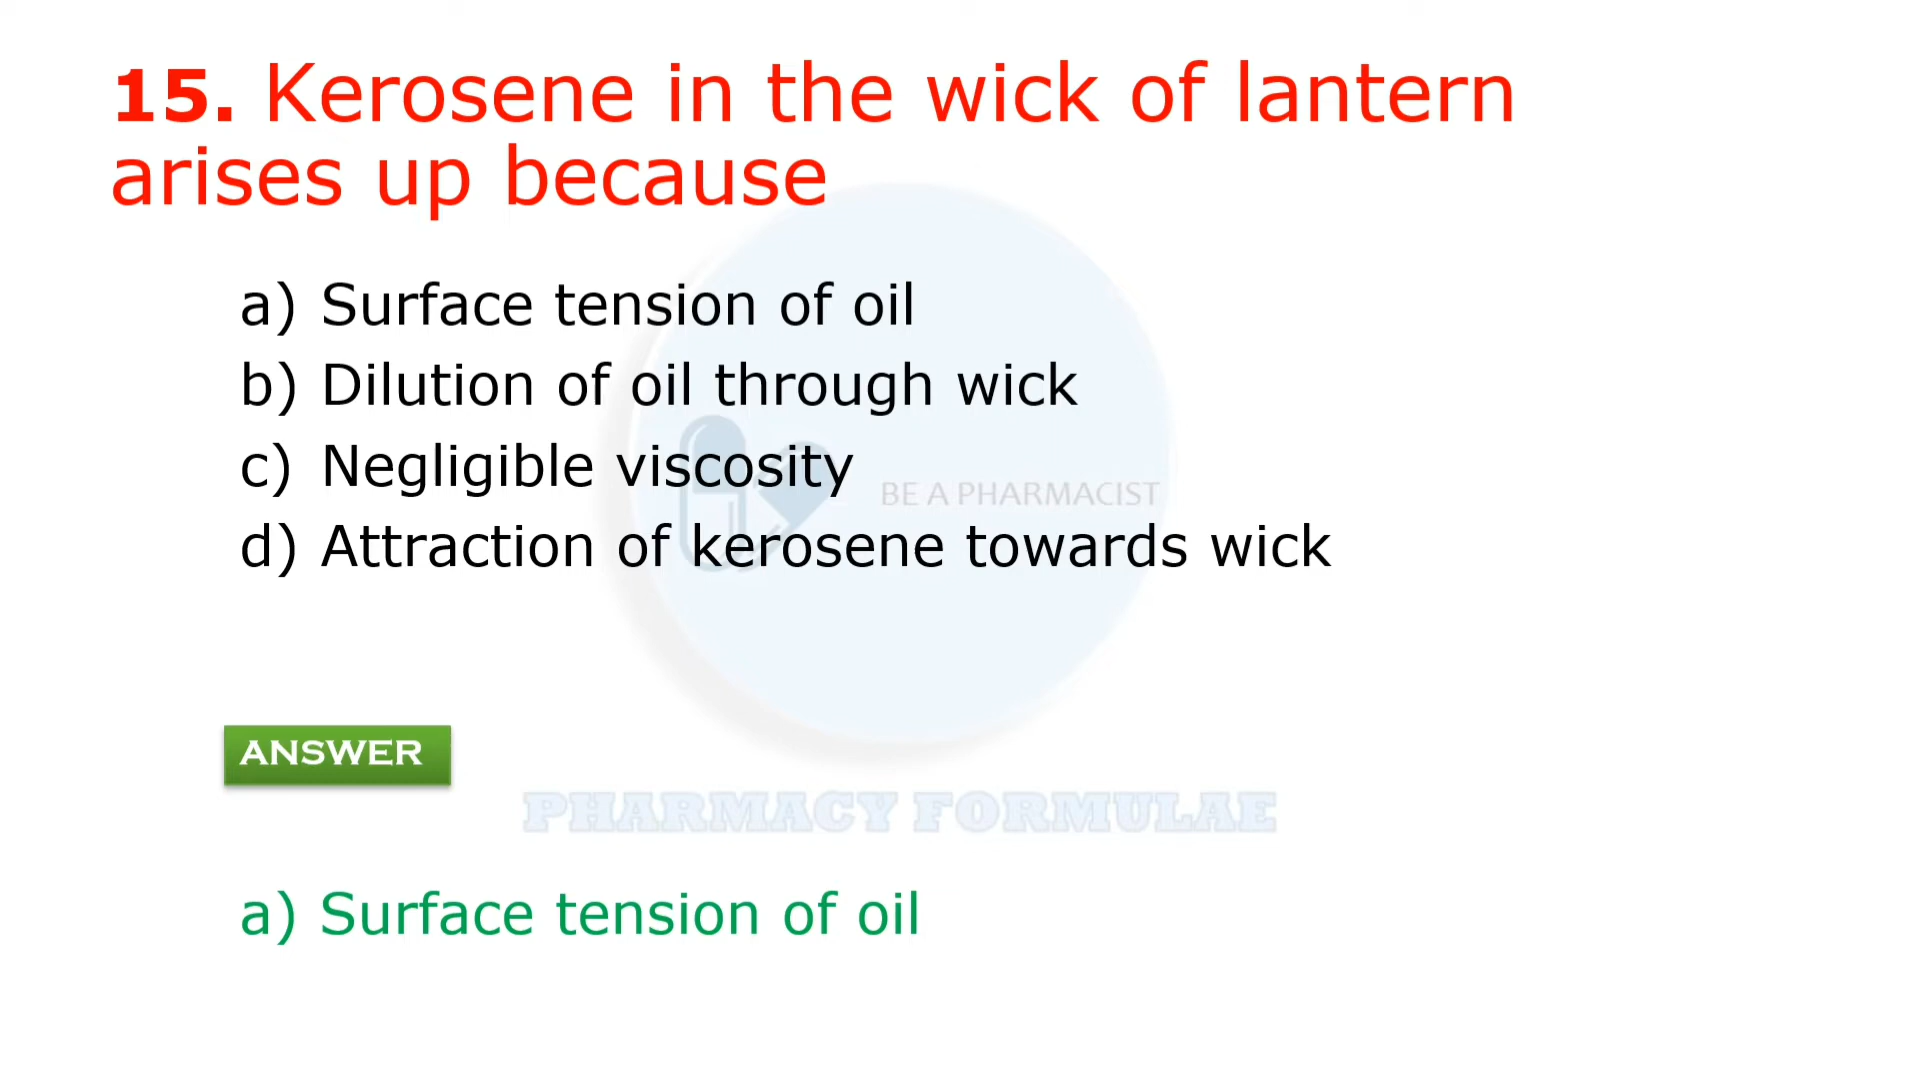 15. Kerosene in the wick of lantern
arises up because
a) Surface tension of oil
b) Dilution of oil through wick
c) Negligible viscosity
d) Attraction of kerosene towards wick
BE A PHARMACIST
ANSWER
PHARMACY FORMULAE
a) Surface tension of oil